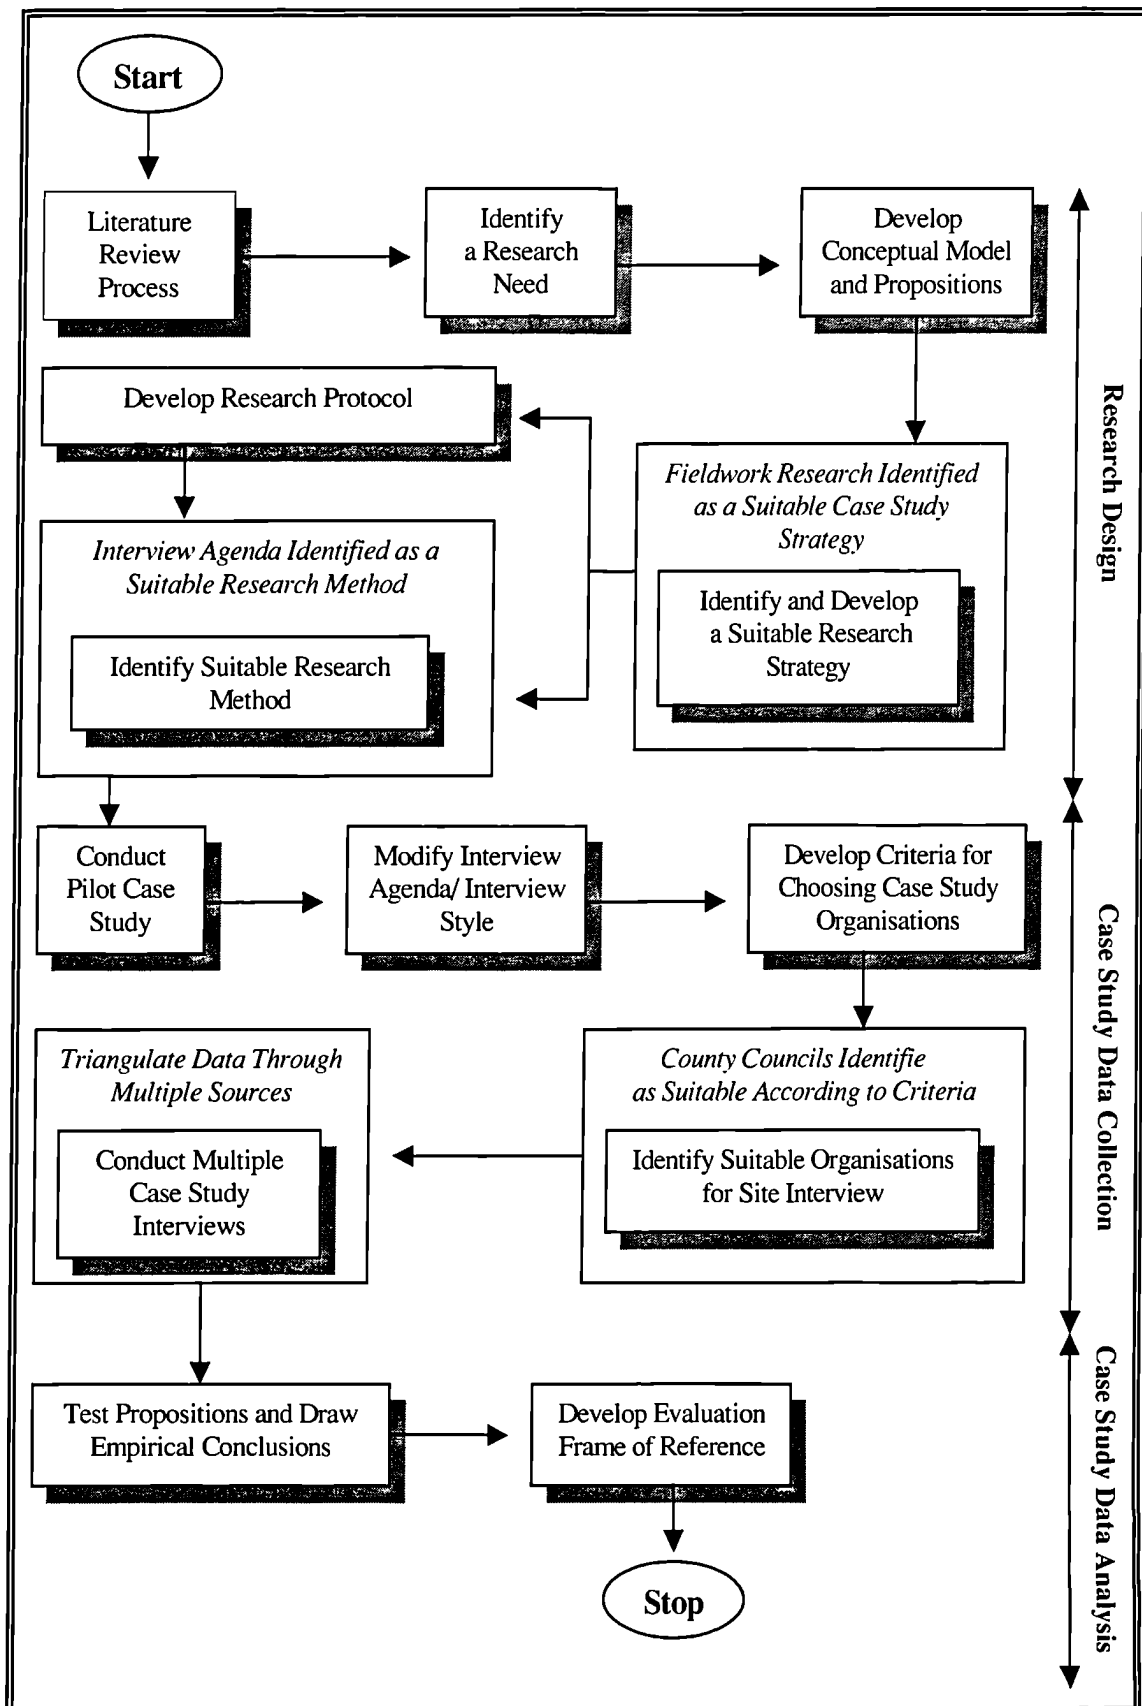 Start
Literature
Review
Process
Identify
a Research
Need
Develop
Conceptual Model
and Propositions
Develop Research Protocol
Fieldwork Research Identified
as a Suitable Case Study
Strategy
Identify and Develop
a Suitable Research
Strategy
Interview Agenda Identified as a
Suitable Research Method
Identify Suitable Research
Method
Research Design
Conduct
Pilot Case
Study
Modify Interview
Agenda/ Interview
Style
Develop Criteria for
Choosing Case Study
Organisations
County Councils Identifie
as Suitable According to Criteria
Identify Suitable Organisations
for Site Interview
Triangulate Data Through
Multiple Sources
Conduct Multiple
Case Study
Interviews
Case Study Data Collection
Test Propositions and Draw
Empirical Conclusions
Develop Evaluation
Frame of Reference
Stop
Case Study Data Analysis